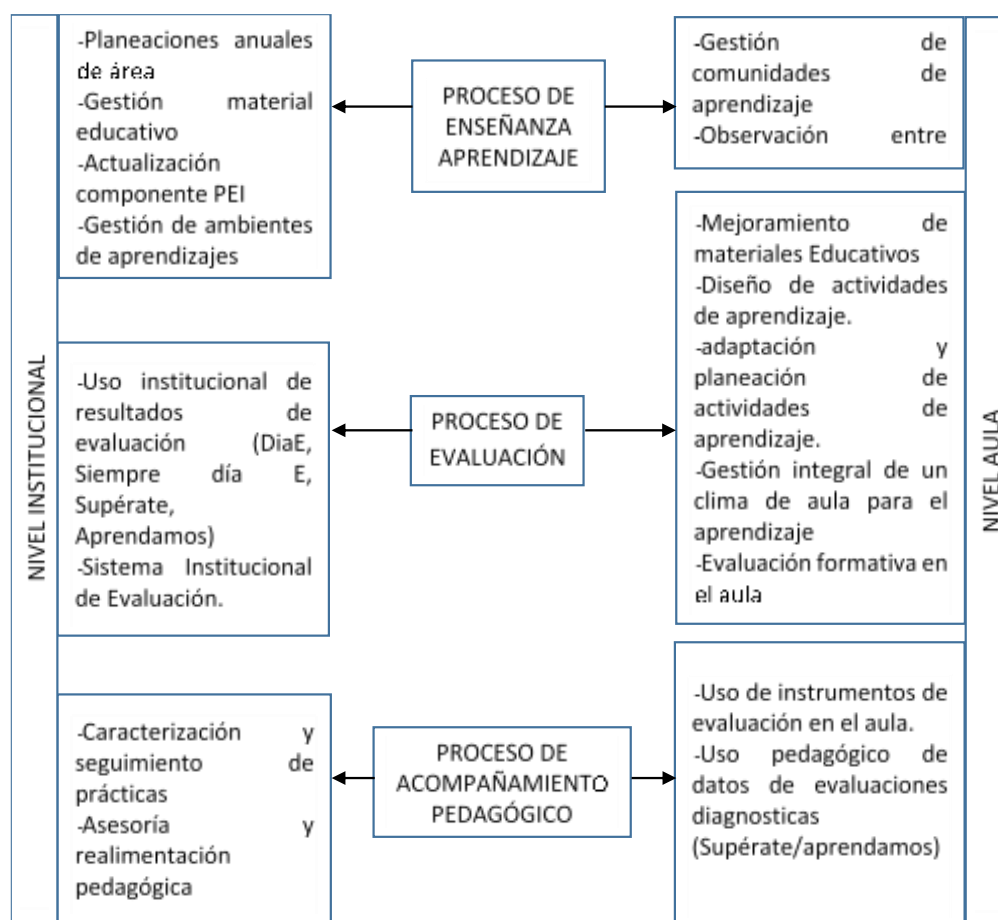 NIVEL INSTITUCIONAL
-Planeaciones anuales
de área
-Gestión material
educativo
-Actualización
componente PEI
-Gestión de ambientes
de aprendizajes
PROCESO DE
ENSEÑANZA
APRENDIZAJE
-Gestión de
comunidades de
aprendizaje
-Observación entre
-Uso institucional de
resultados de
evaluación (DiaE,
Siempre día E,
Supérate,
Aprendamos)
-Sistema Institucional
de Evaluación.
PROCESO DE
EVALUACIÓN
-Mejoramiento de
materiales Educativos
-Diseño de actividades
de aprendizaje.
-adaptación y
planeación de
actividades de
aprendizaje.
-Gestión integral de un
clima de aula para el
aprendizaje
-Evaluación formativa en
el aula
-Caracterización y
seguimiento de
prácticas
-Asesoría y
realimentación
pedagógica
PROCESO DE
ACOMPAÑAMIENTO
PEDAGÓGICO
-Uso de instrumentos de
evaluación en el aula.
-Uso pedagógico de
datos de evaluaciones
diagnosticas
(Supérate/aprendamos)
NIVEL AULA